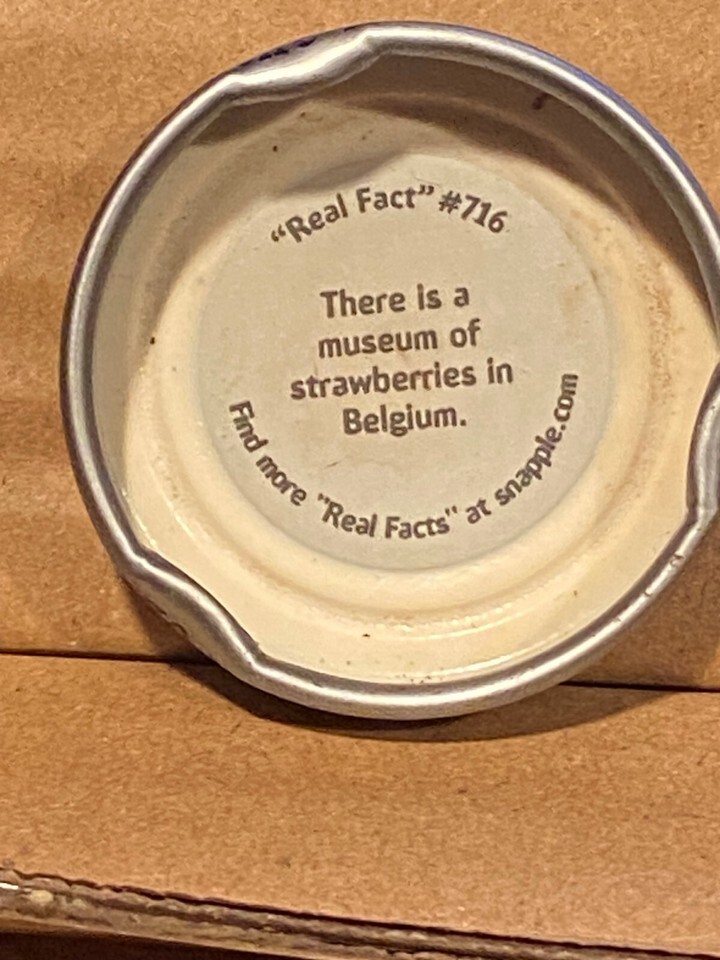 “Real Fact” #716
There is a
museum of
strawberries in
Belgium.
Find more "Real Facts" at snapple.com